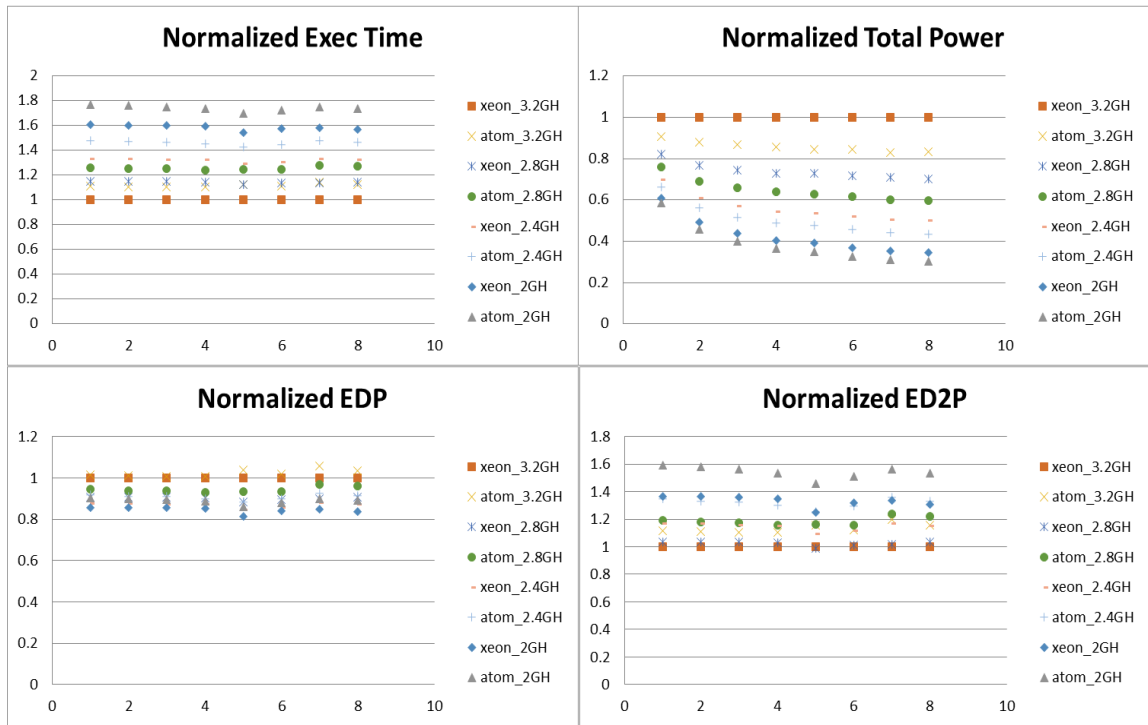 Normalized Exec Time
2
1.8
1.6
1.4
1.2
1
0.8
0.6
0.4
0.2
0
0 2 4 6 8 10
xeon_3.2GH
atom_3.2GH
xeon_2.8GH
atom_2.8GH
xeon_2.4GH
atom_2.4GH
xeon_2GH
atom_2GH
Normalized Total Power
1.2
1
0.8
0.6
0.4
0.2
0
0 2 4 6 8 10
xeon_3.2GH
atom_3.2GH
xeon_2.8GH
atom_2.8GH
xeon_2.4GH
atom_2.4GH
xeon_2GH
atom_2GH
Normalized EDP
1.2
1
0.8
0.6
0.4
0.2
0
0 2 4 6 8 10
xeon_3.2GH
atom_3.2GH
xeon_2.8GH
atom_2.8GH
xeon_2.4GH
atom_2.4GH
xeon_2GH
atom_2GH
Normalized ED2P
1.8
1.6
1.4
1.2
1
0.8
0.6
0.4
0.2
0
0 2 4 6 8 10
xeon_3.2GH
atom_3.2GH
xeon_2.8GH
atom_2.8GH
xeon_2.4GH
atom_2.4GH
xeon_2GH
atom_2GH